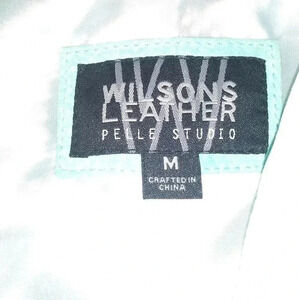 WILSONS
LEATHER
PELLE STUDIO
M
CRAFTED IN
CHINA